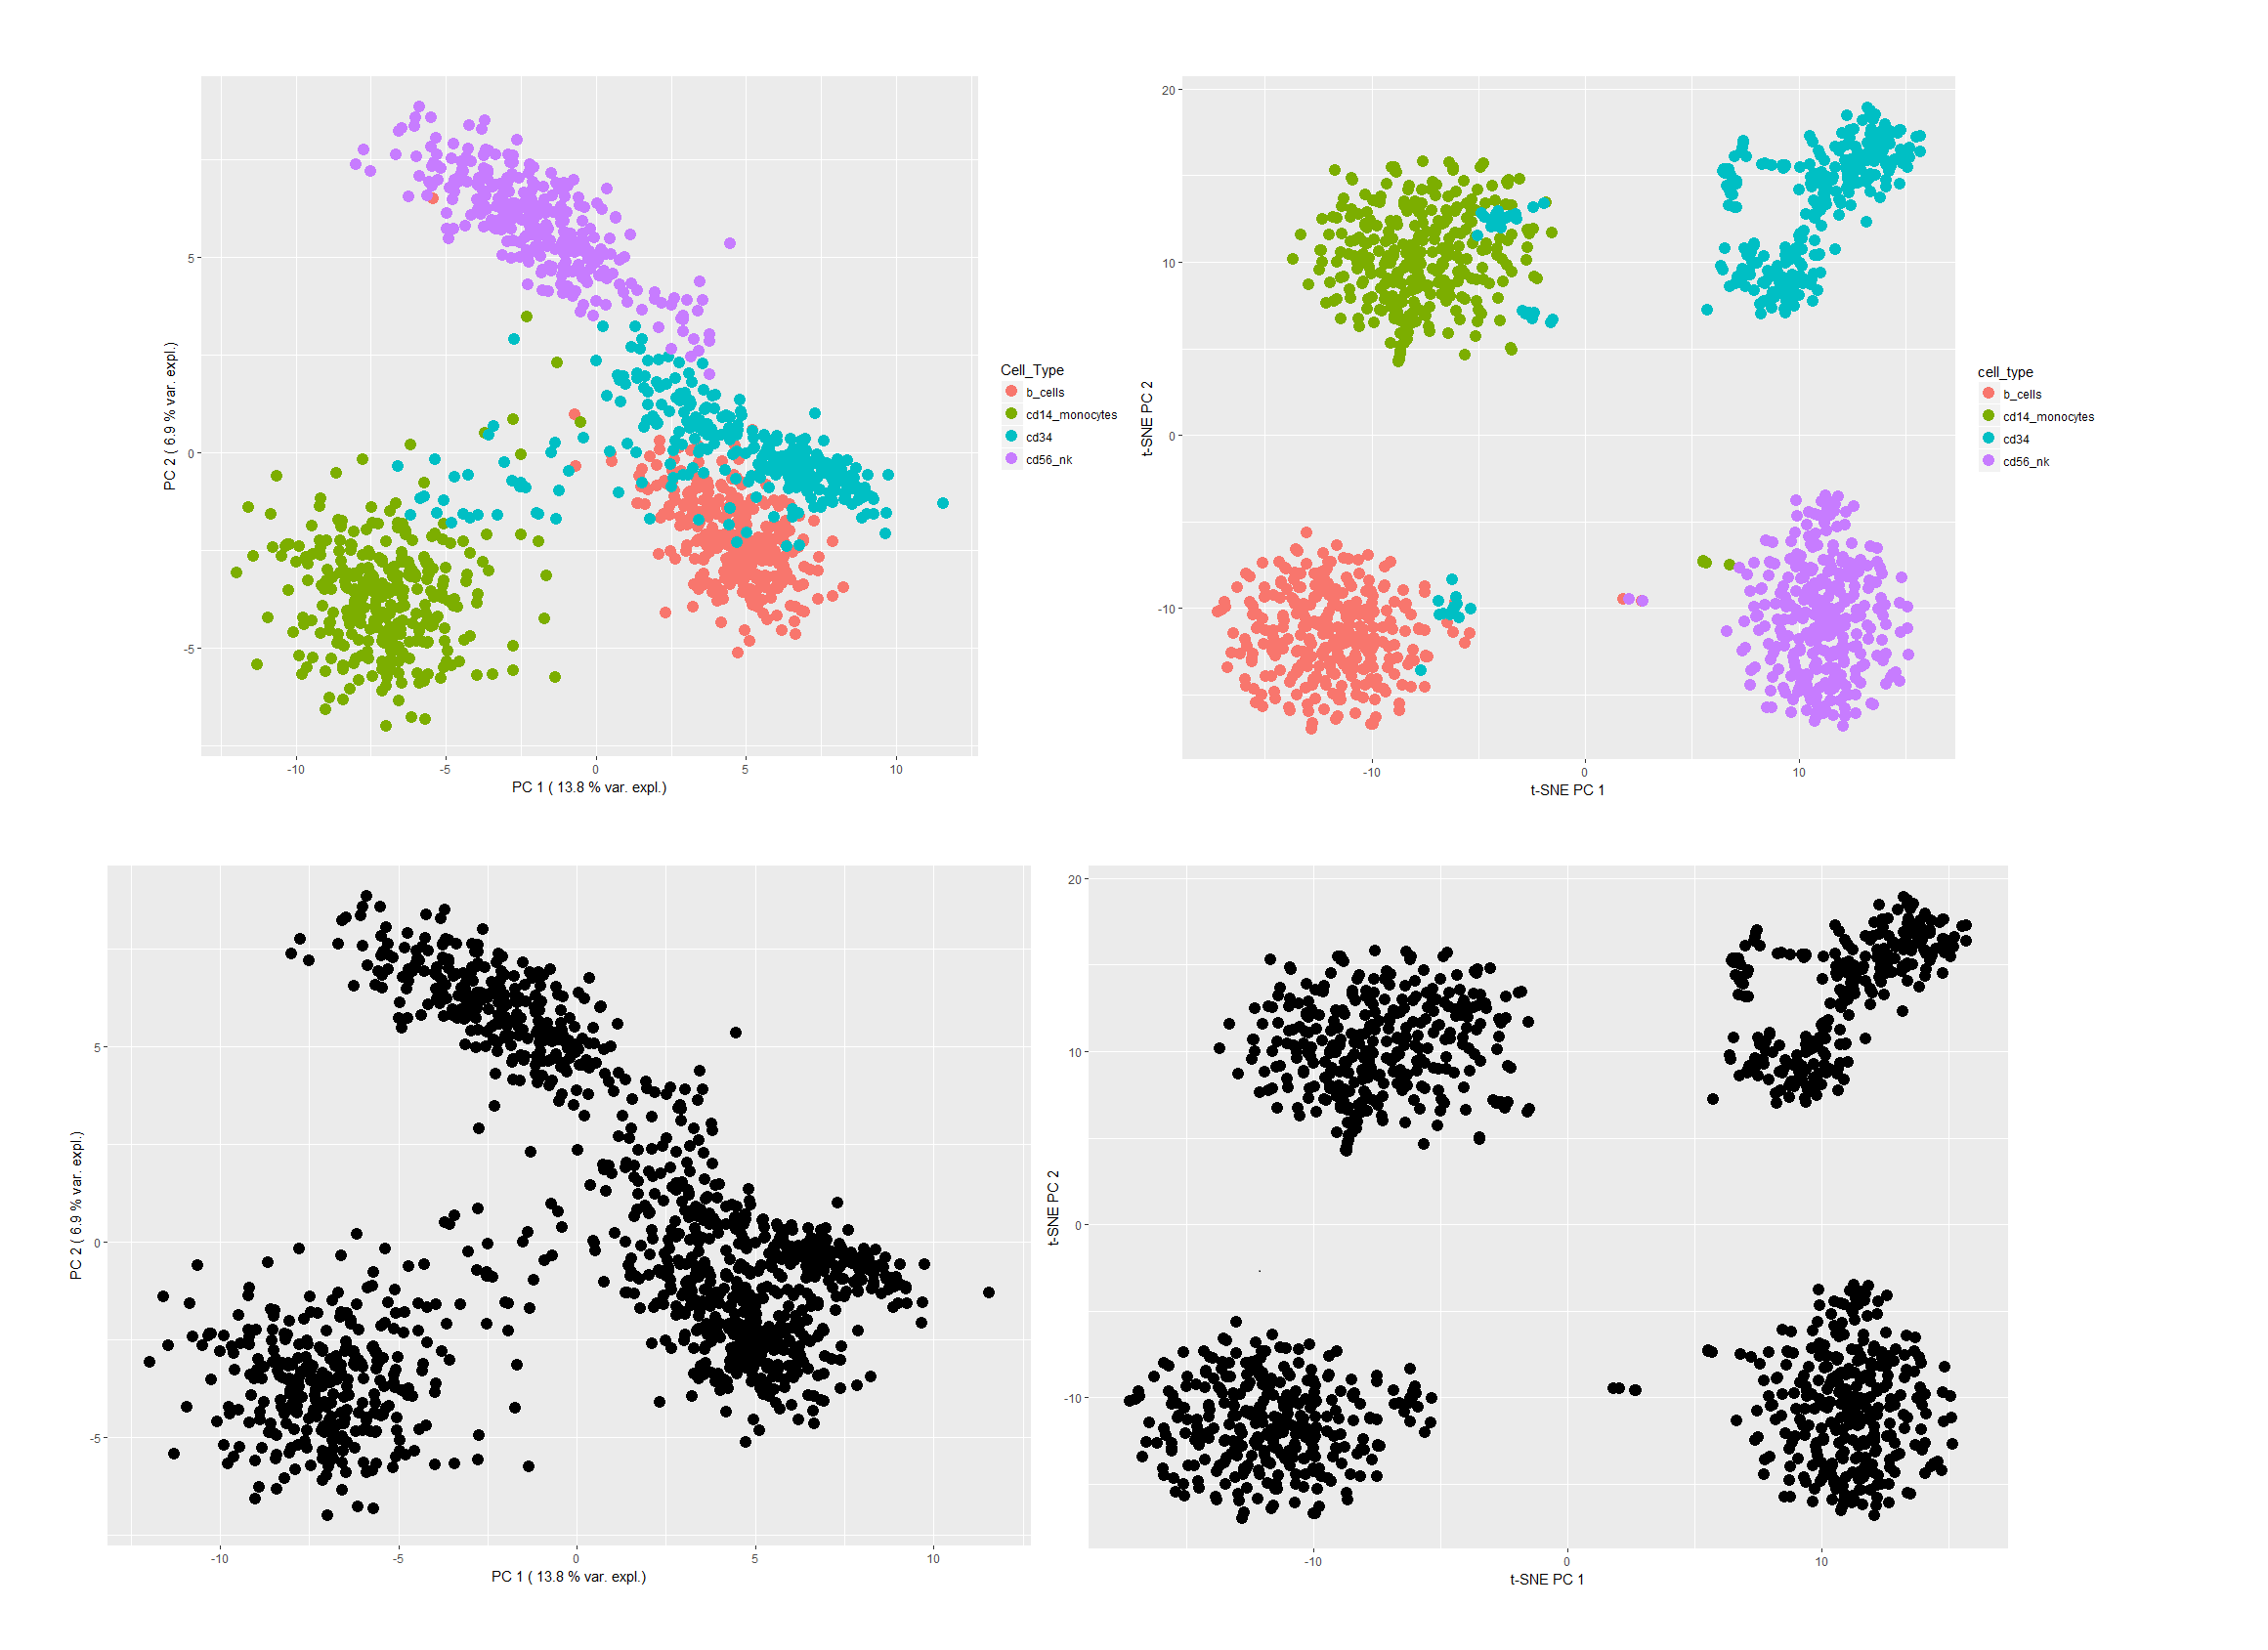 5
0
-5
-10
-5
0
5
10
PC 2 ( 6.9 % var. expl.)
PC 1 ( 13.8 % var. expl.)
Cell_Type
b_cells
cd14_monocytes
cd34
cd56_nk
20
10
0
-10
-10
0
10
t-SNE PC 2
t-SNE PC 1
cell_type
b_cells
cd14_monocytes
cd34
cd56_nk
5
0
-5
-10
-5
0
5
10
PC 2 ( 6.9 % var. expl.)
PC 1 ( 13.8 % var. expl.)
20
10
0
-10
-10
0
10
t-SNE PC 2
t-SNE PC 1